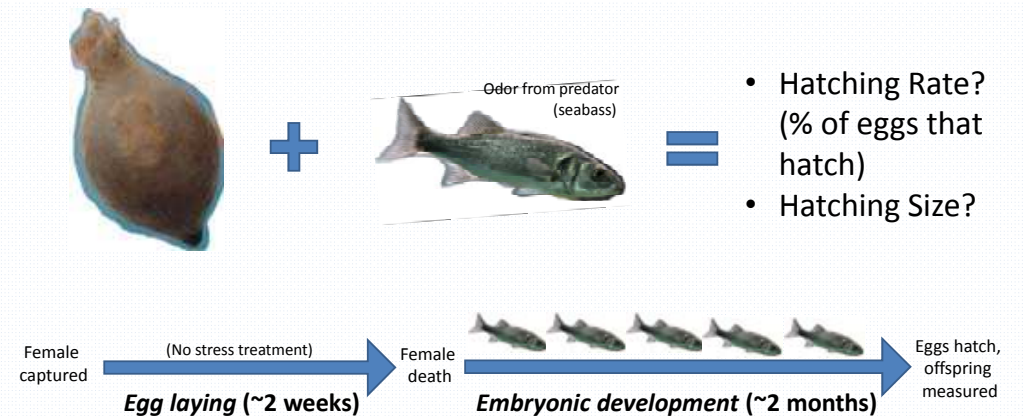 Odor from predator
(seabass)
• Hatching Rate?
(% of eggs that
hatch)
• Hatching Size?
Female
captured
(No stress treatment)
Egg laying (~2 weeks)
Female
death
Embryonic development (~2 months)
Eggs hatch,
offspring
measured